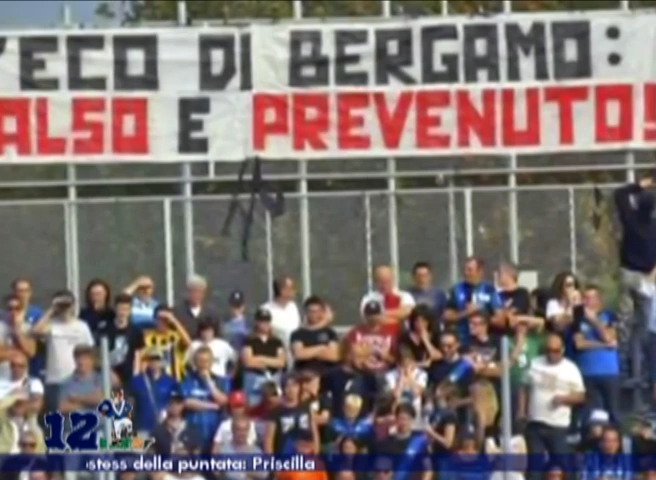 'ECO DI BERGAMO:
ALSO E PREVENUTO!
12
stess della puntata: Priscilla